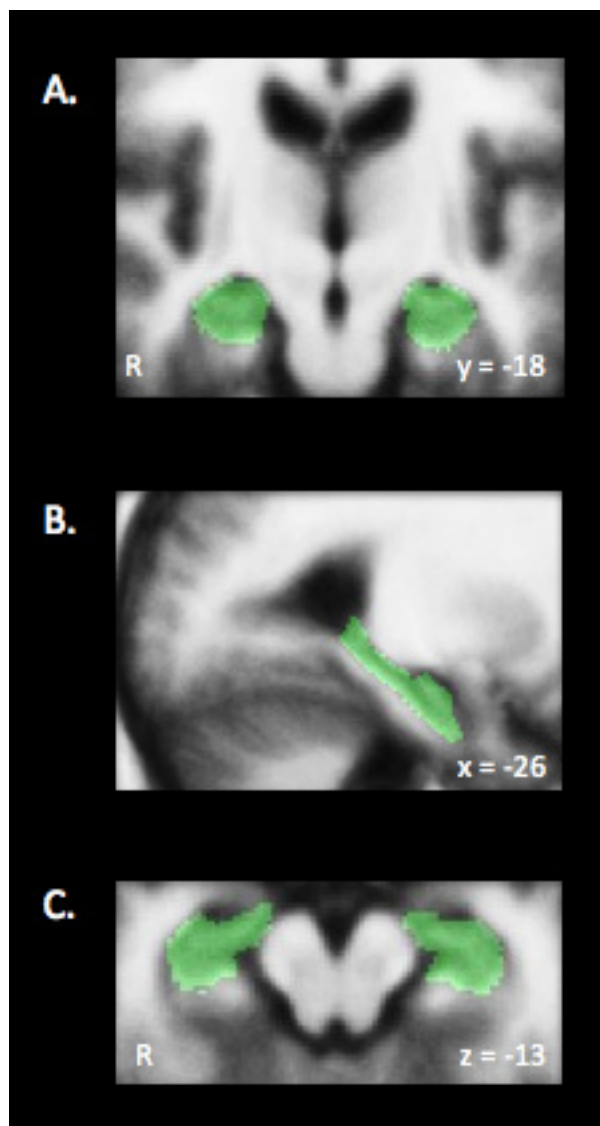 A.
R
y = -18
B.
x = -26
C.
R
z = -13